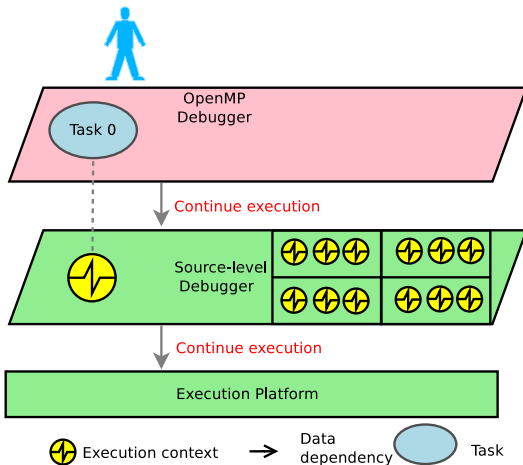 OpenMP
Debugger
Task 0
Continue execution
Source-level
Debugger
Continue execution
Execution Platform
Execution context
Data
dependency
Task